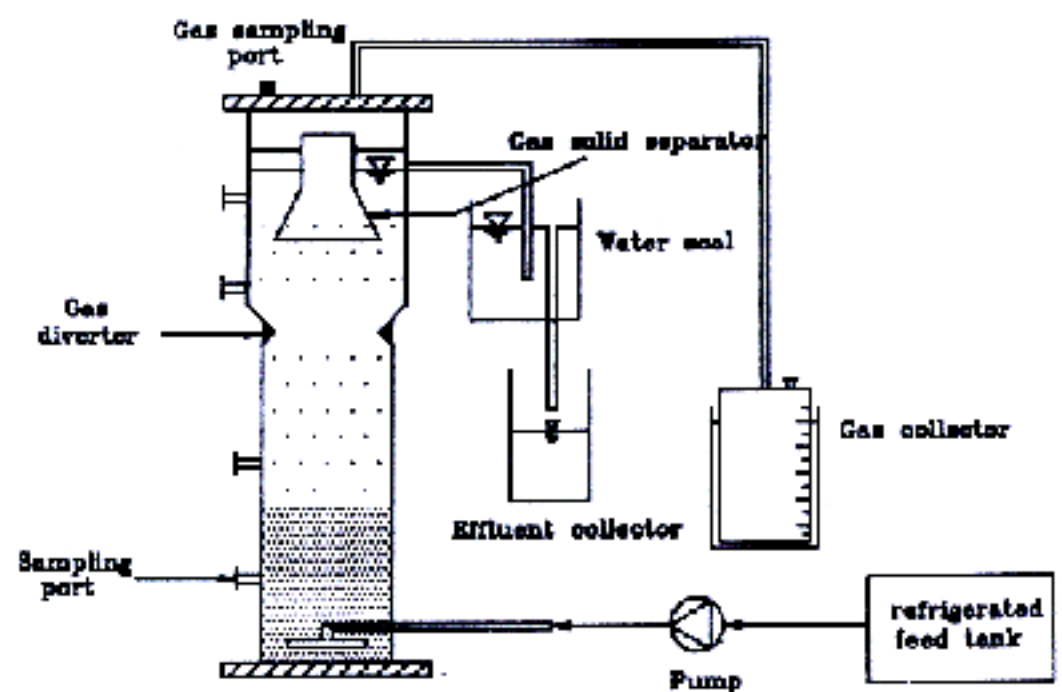 Gas sampling
port
Gas solid separator
Water seal
Gas
diverter
Gas collector
Effluent collector
Sampling
port
refrigerated
feed tank
Pump